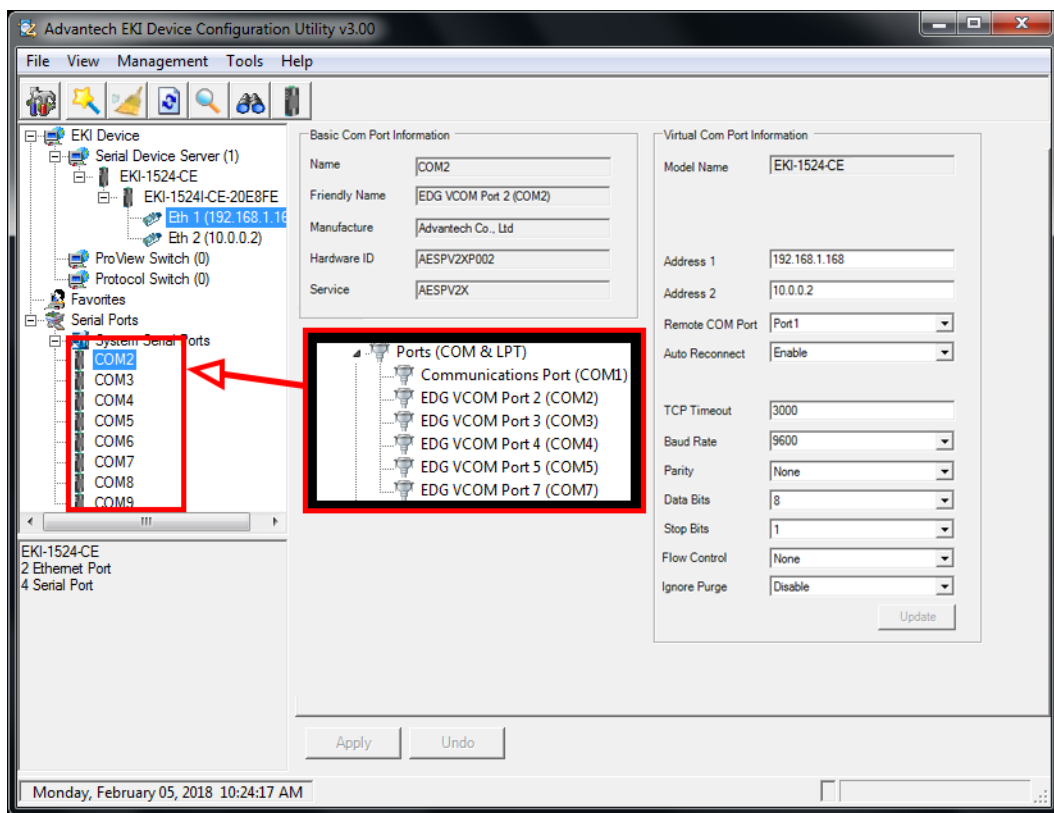 Advantech EKI Device Configuration Utility v3.00
File View Management Tools Help
EKI Device
Serial Device Server (1)
EKI-1524-CE
EKI-1524I-CE-20E8FE
Eth 1 (192.168.1.16
Eth 2 (10.0.0.2)
ProView Switch (0)
Protocol Switch (0)
Favorites
Serial Ports
System Serial Ports
COM2
COM3
COM4
COM5
COM6
COM7
COM8
COM9
EKI-1524-CE
2 Ethernet Port
4 Serial Port
Basic Com Port Information
Name COM2
Friendly Name EDG VCOM Port 2 (COM2)
Manufacture Advantech Co., Ltd
Hardware ID AESPV2XP002
Service AESPV2X
Ports (COM & LPT)
Communications Port (COM1)
EDG VCOM Port 2 (COM2)
EDG VCOM Port 3 (COM3)
EDG VCOM Port 4 (COM4)
EDG VCOM Port 5 (COM5)
EDG VCOM Port 7 (COM7)
Virtual Com Port Information
Model Name EKI-1524-CE
Address 1 192.168.1.168
Address 2 10.0.0.2
Remote COM Port Port1
Auto Reconnect Enable
TCP Timeout 3000
Baud Rate 9600
Parity None
Data Bits 8
Stop Bits 1
Flow Control None
Ignore Purge Disable
Update
Apply Undo
Monday, February 05, 2018 10:24:17 AM